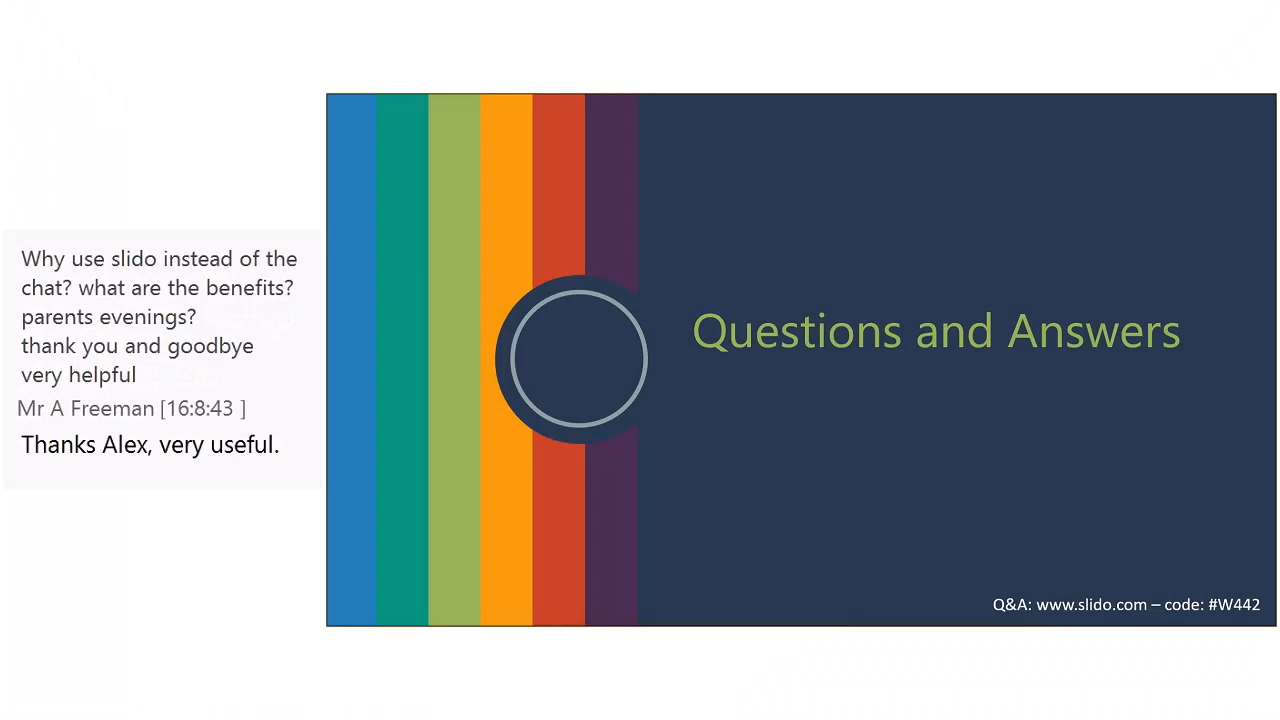 Why use slido instead of the
chat? what are the benefits?
parents evenings?
thank you and goodbye
very helpful
Mr A Freeman [16:8:43 ]
Thanks Alex, very useful.
Questions and Answers
Q&A: www.slido.com – code: #W442